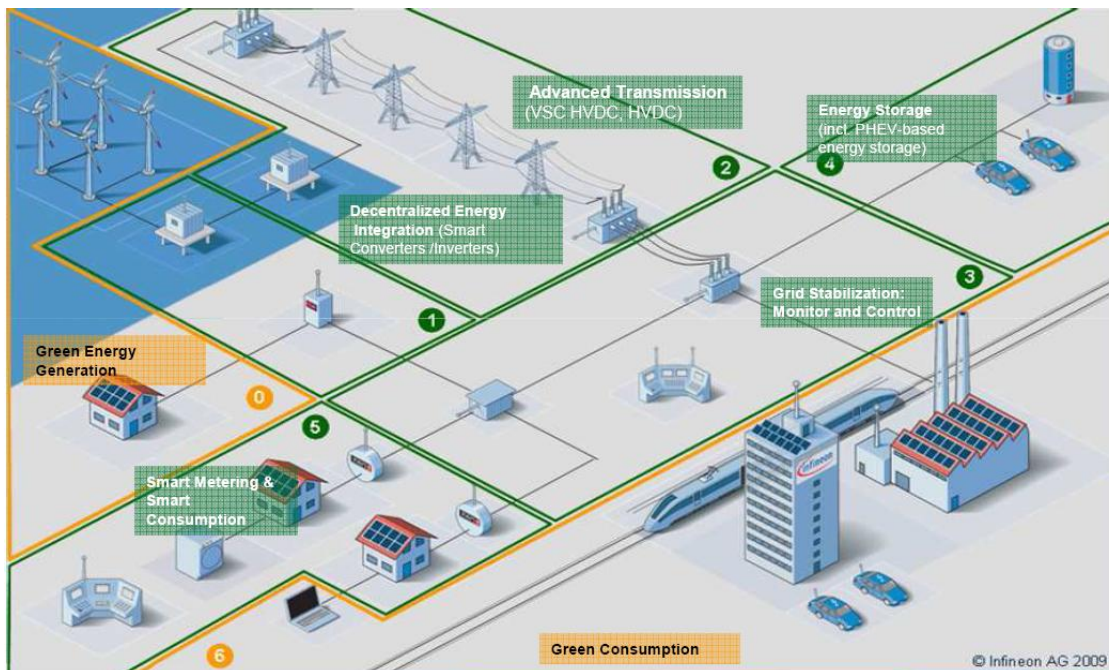 Advanced Transmission
(VSC HVDC, HVDC)
Energy Storage
(incl. PHEV-based
energy storage)
4
2
Decentralized Energy
Integration (Smart
Converters /Inverters)
3
Grid Stabilization:
Monitor and Control
1
Green Energy
Generation
0
5
infineon
Smart Metering &
Smart
Consumption
Green Consumption
6
© Infineon AG 2009